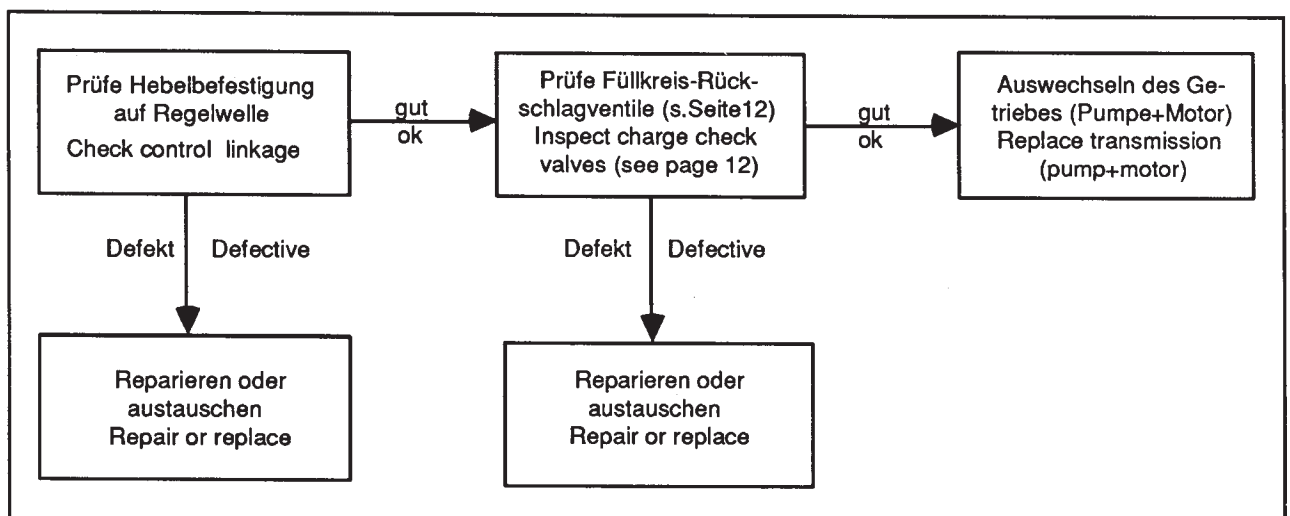 Prüfe Hebelbefestigung
auf Regelwelle
Check control linkage
gut
ok
Prüfe Füllkreis-Rück-
schlagventile (s.Seite12)
Inspect charge check
valves (see page 12)
gut
ok
Auswechseln des Ge-
triebes (Pumpe+Motor)
Replace transmission
(pump+motor)
Defekt Defective
Defekt Defective
Reparieren oder
austauschen
Repair or replace
Reparieren oder
austauschen
Repair or replace